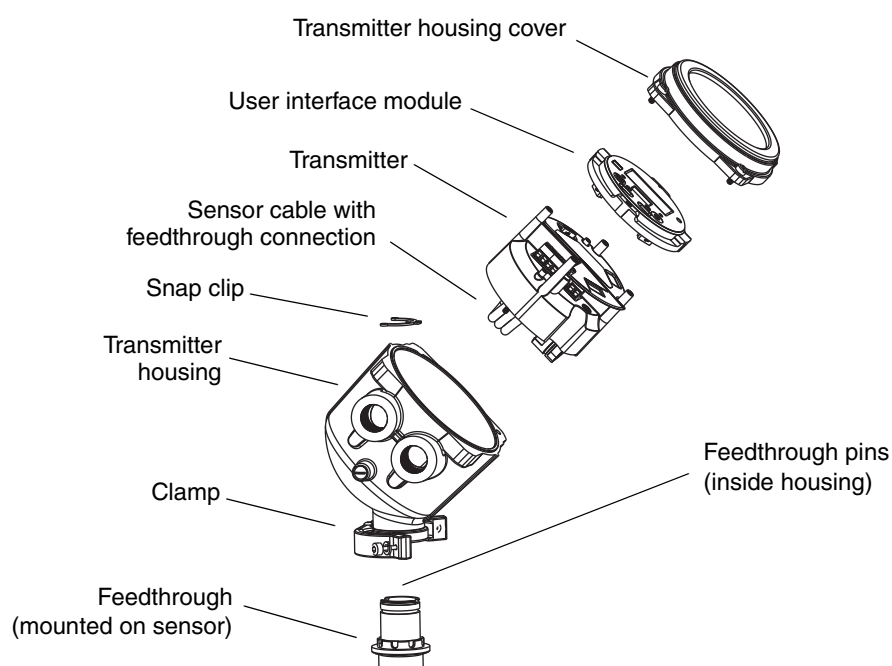 Transmitter housing cover
User interface module
Transmitter
Sensor cable with
feedthrough connection
Snap clip
Transmitter
housing
Feedthrough pins
(inside housing)
Clamp
Feedthrough
(mounted on sensor)